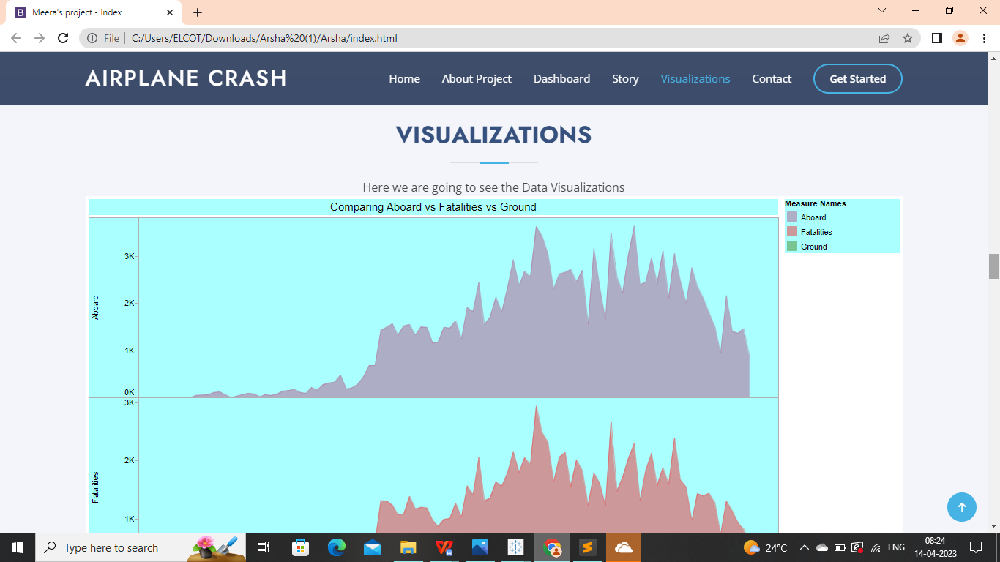 Meera's project - Index
File
C:/Users/ELCOT/Downloads/Arsha%20(1)/Arsha/index.html
AIRPLANE CRASH
Home
About Project
Dashboard
Story
Visualizations
Contact
Get Started
VISUALIZATIONS
Here we are going to see the Data Visualizations
Comparing Aboard vs Fatalities vs Ground
Measure Names
Aboard
Fatalities
Ground
3K
2K
1K
0K
Aboard
3K
2K
1K
Fatalities
Type here to search
24°C
ENG
08:24
14-04-2023